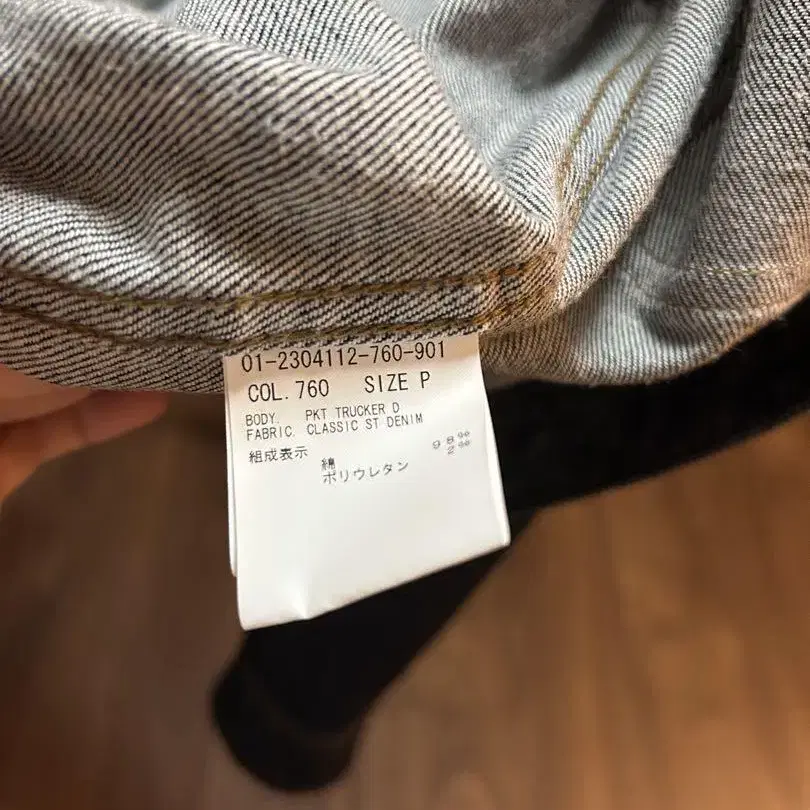 01-2304112-760-901
COL. 760 SIZE P
BODY. PKT TRUCKER D
FABRIC. CLASSIC ST DENIM
組成表示
綿 98%
ポリウレタン 2%